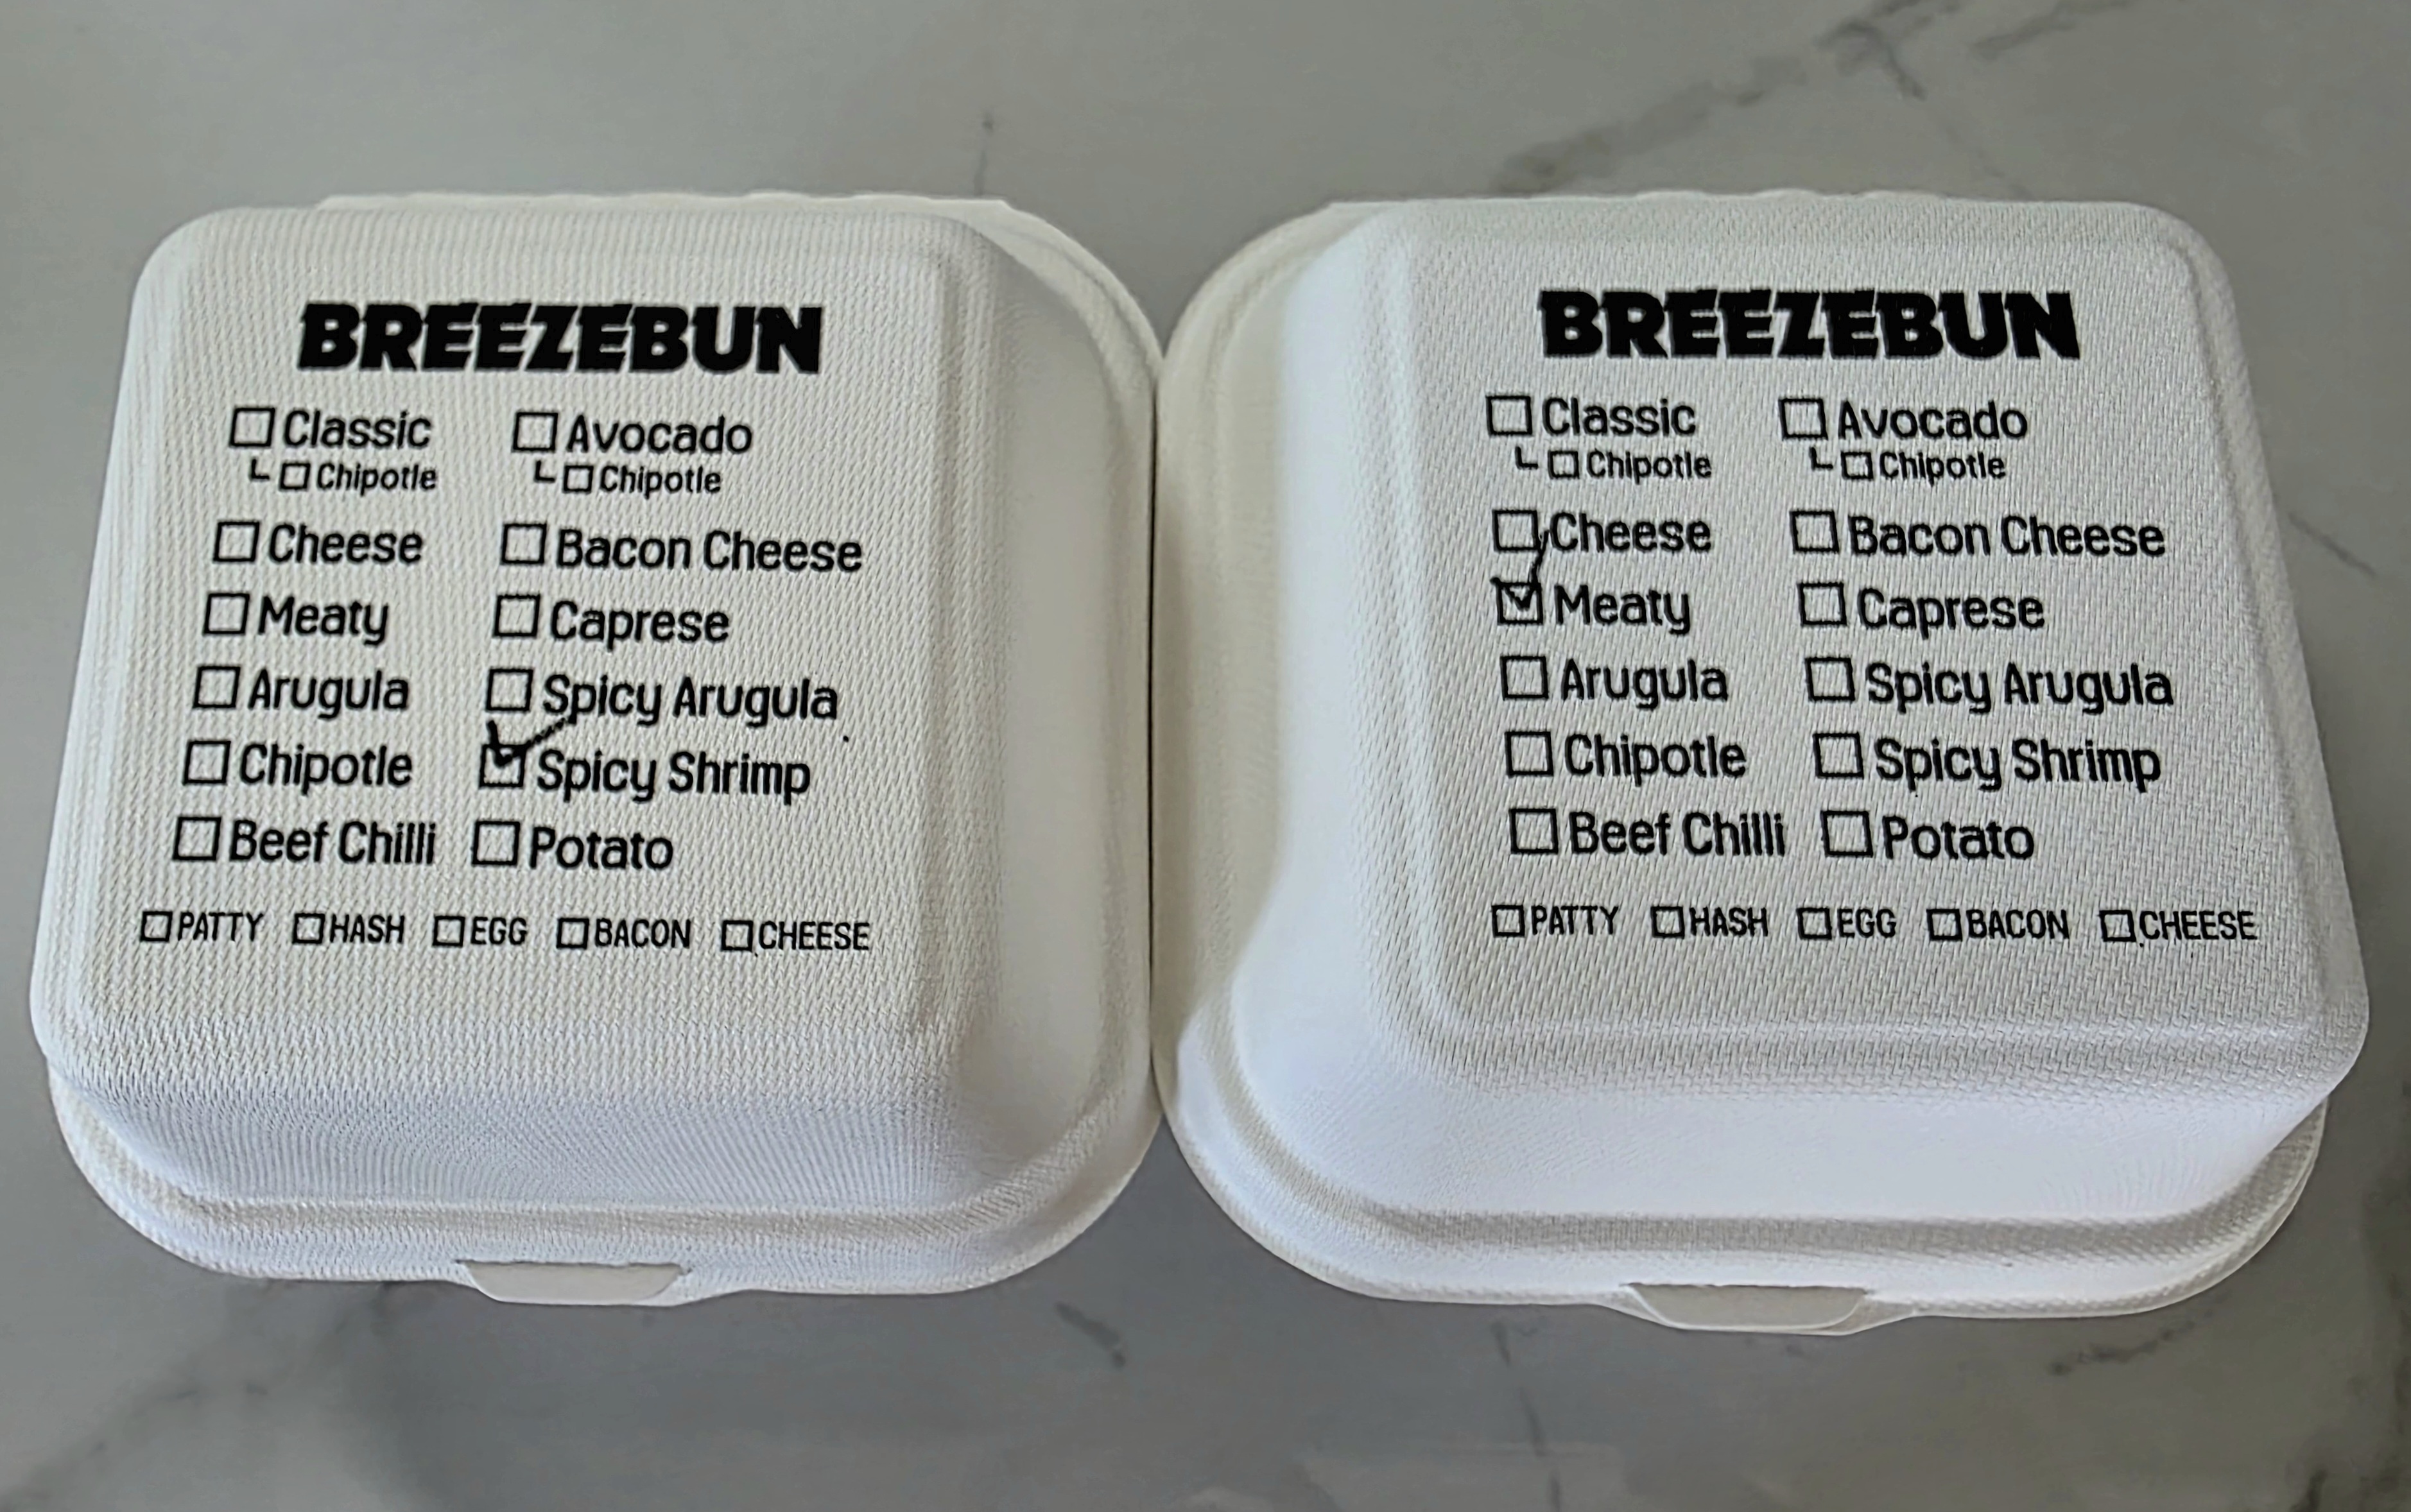 BREEZEBUN
☐ Classic ☐ Avocado
└ ☐ Chipotle └ ☐ Chipotle
☐ Cheese ☐ Bacon Cheese
☐ Meaty ☐ Caprese
☐ Arugula ☐ Spicy Arugula
☐ Chipotle ☑ Spicy Shrimp
☐ Beef Chilli ☐ Potato
☐ PATTY ☐ HASH ☐ EGG ☐ BACON ☐ CHEESE
BREEZEBUN
☐ Classic ☐ Avocado
└ ☐ Chipotle └ ☐ Chipotle
☐ Cheese ☐ Bacon Cheese
☑ Meaty ☐ Caprese
☐ Arugula ☐ Spicy Arugula
☐ Chipotle ☐ Spicy Shrimp
☐ Beef Chilli ☐ Potato
☐ PATTY ☐ HASH ☐ EGG ☐ BACON ☐ CHEESE